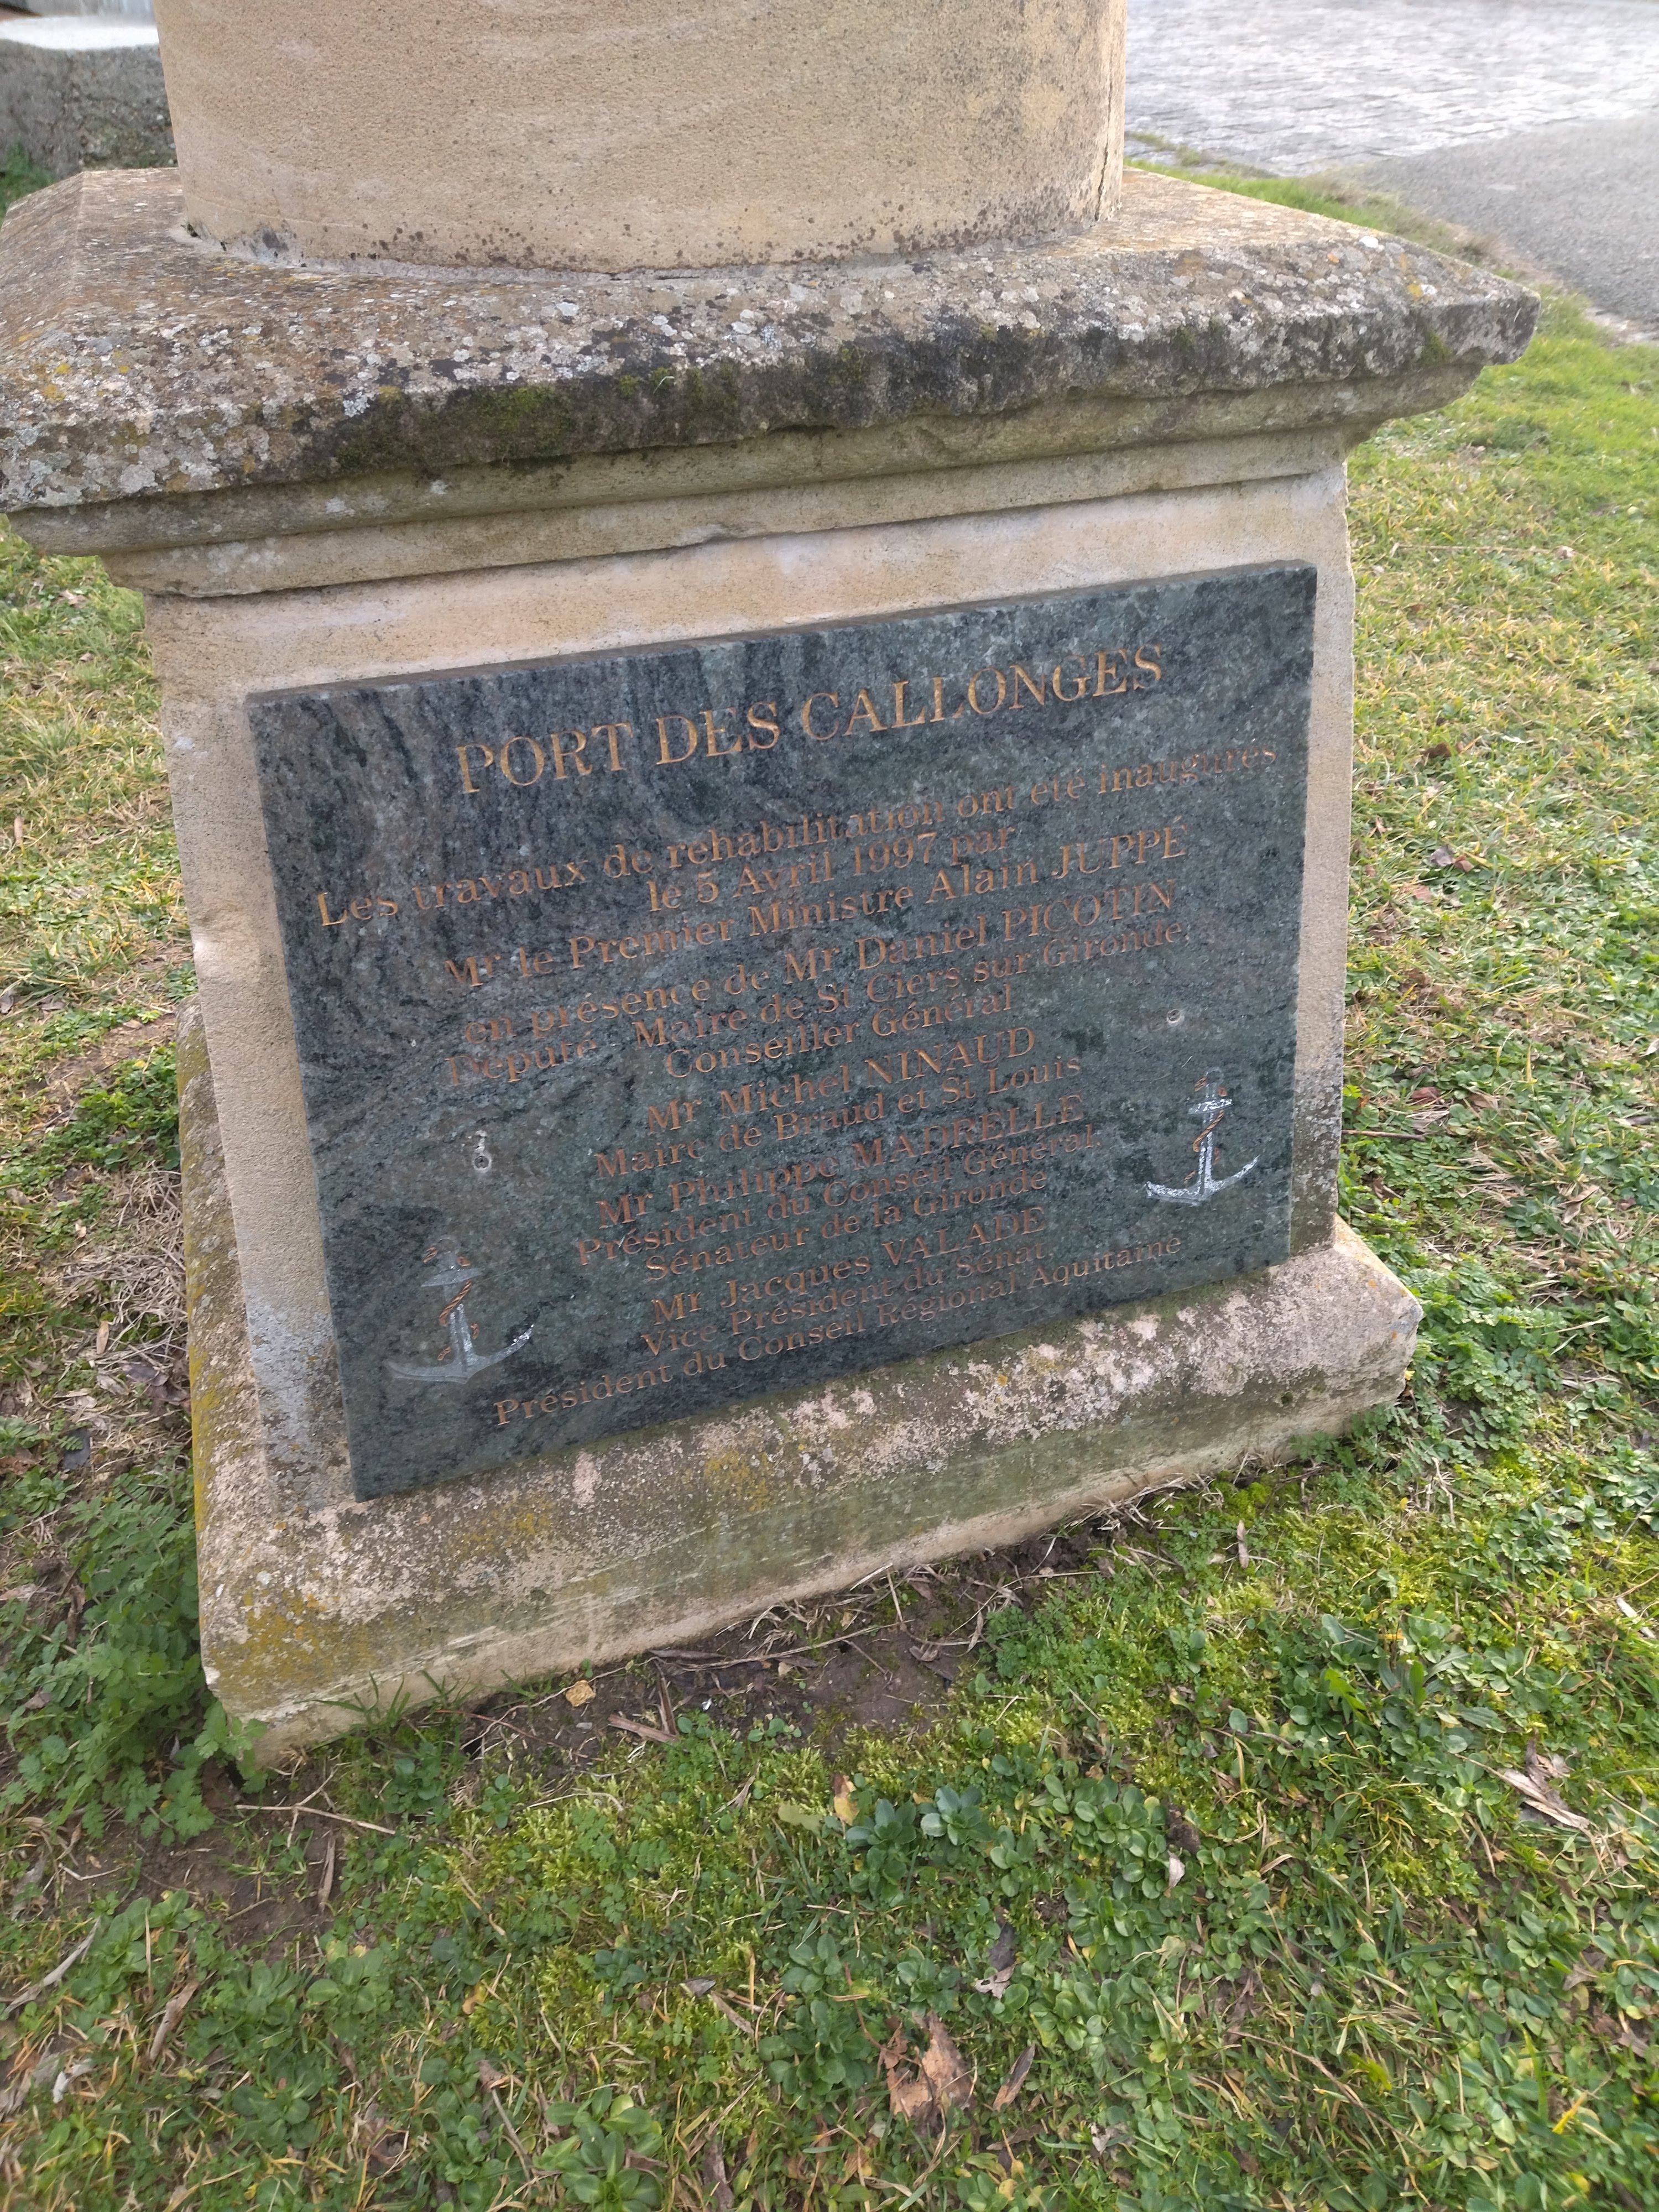 PORT DES CALLONGES
Les travaux de rehabilitation ont eté inaugures
le 5 Avril 1997 par
Mr le Premier Ministre Alain JUPPÉ
en présence de Mr Daniel PICOTIN
Député - Maire de St Ciers sur Gironde,
Conseiller Général
Mr Michel NINAUD
Maire de Braud et St Louis
Mr Philippe MADRELLE
Président du Conseil Général,
Sénateur de la Gironde
Mr Jacques VALADE
Vice Président du Sénat,
Président du Conseil Régional Aquitaine